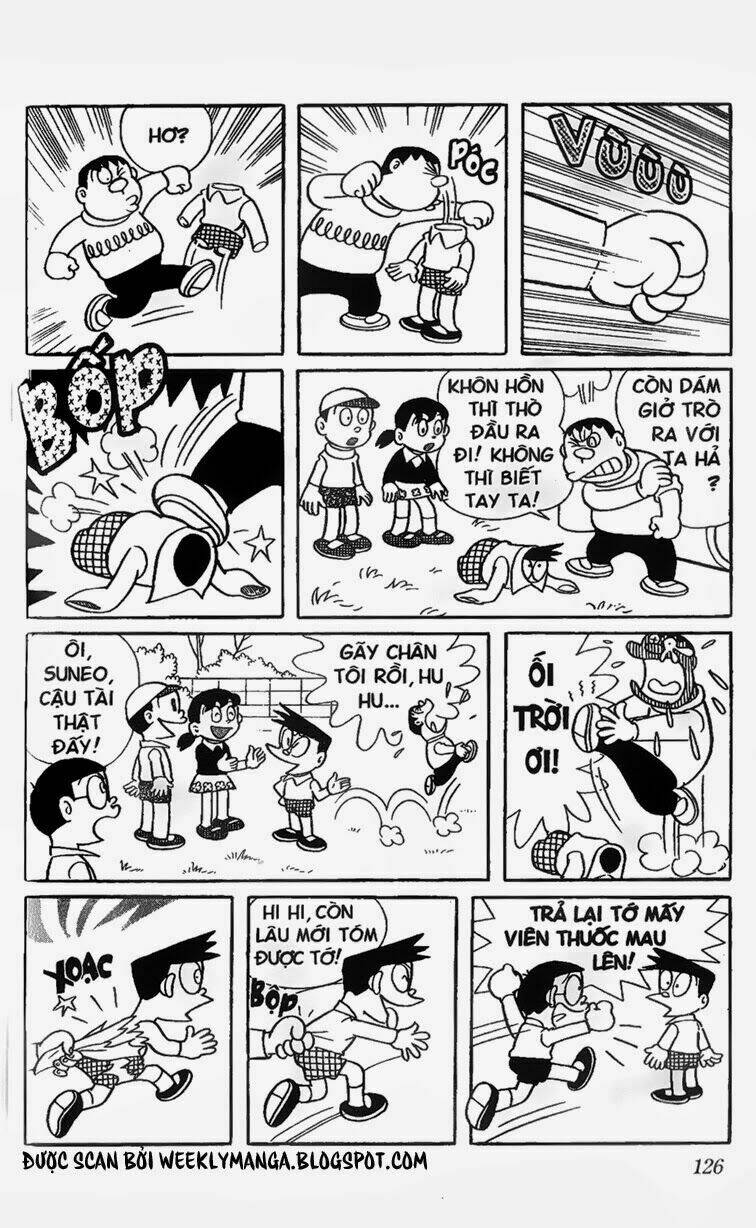 VÙÙÙ
PỐC
HƠ?
CÒN DÁM
GIỞ TRÒ
RA VỚI
TA HẢ
?
KHÔN HỒN
THÌ THÒ
ĐẦU RA
ĐI! KHÔNG
THÌ BIẾT
TAY TA!
BỐP
ỐI
TRỜI
ƠI!
GÃY CHÂN
TÔI RỒI, HU
HU...
ÔI,
SUNEO,
CẬU TÀI
THẬT
ĐẤY!
TRẢ LẠI TỚ MẤY
VIÊN THUỐC MAU
LÊN!
HI HI, CÒN
LÂU MỚI TÓM
ĐƯỢC TỚ!
BỘP
XOẠC
ĐƯỢC SCAN BỞI WEEKLYMANGA.BLOGSPOT.COM
126